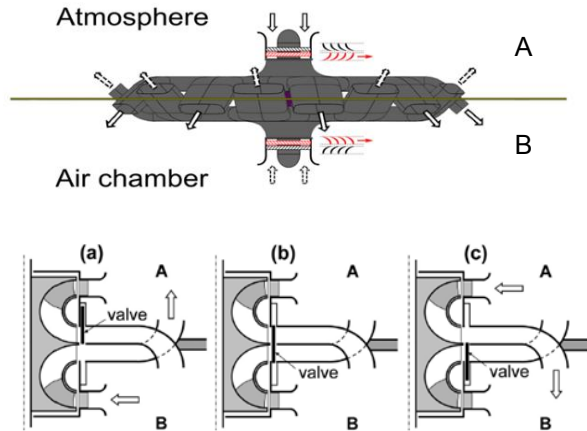 Atmosphere
A
B
Air chamber
(a)
A
valve
B
(b)
A
valve
B
(c)
A
valve
B